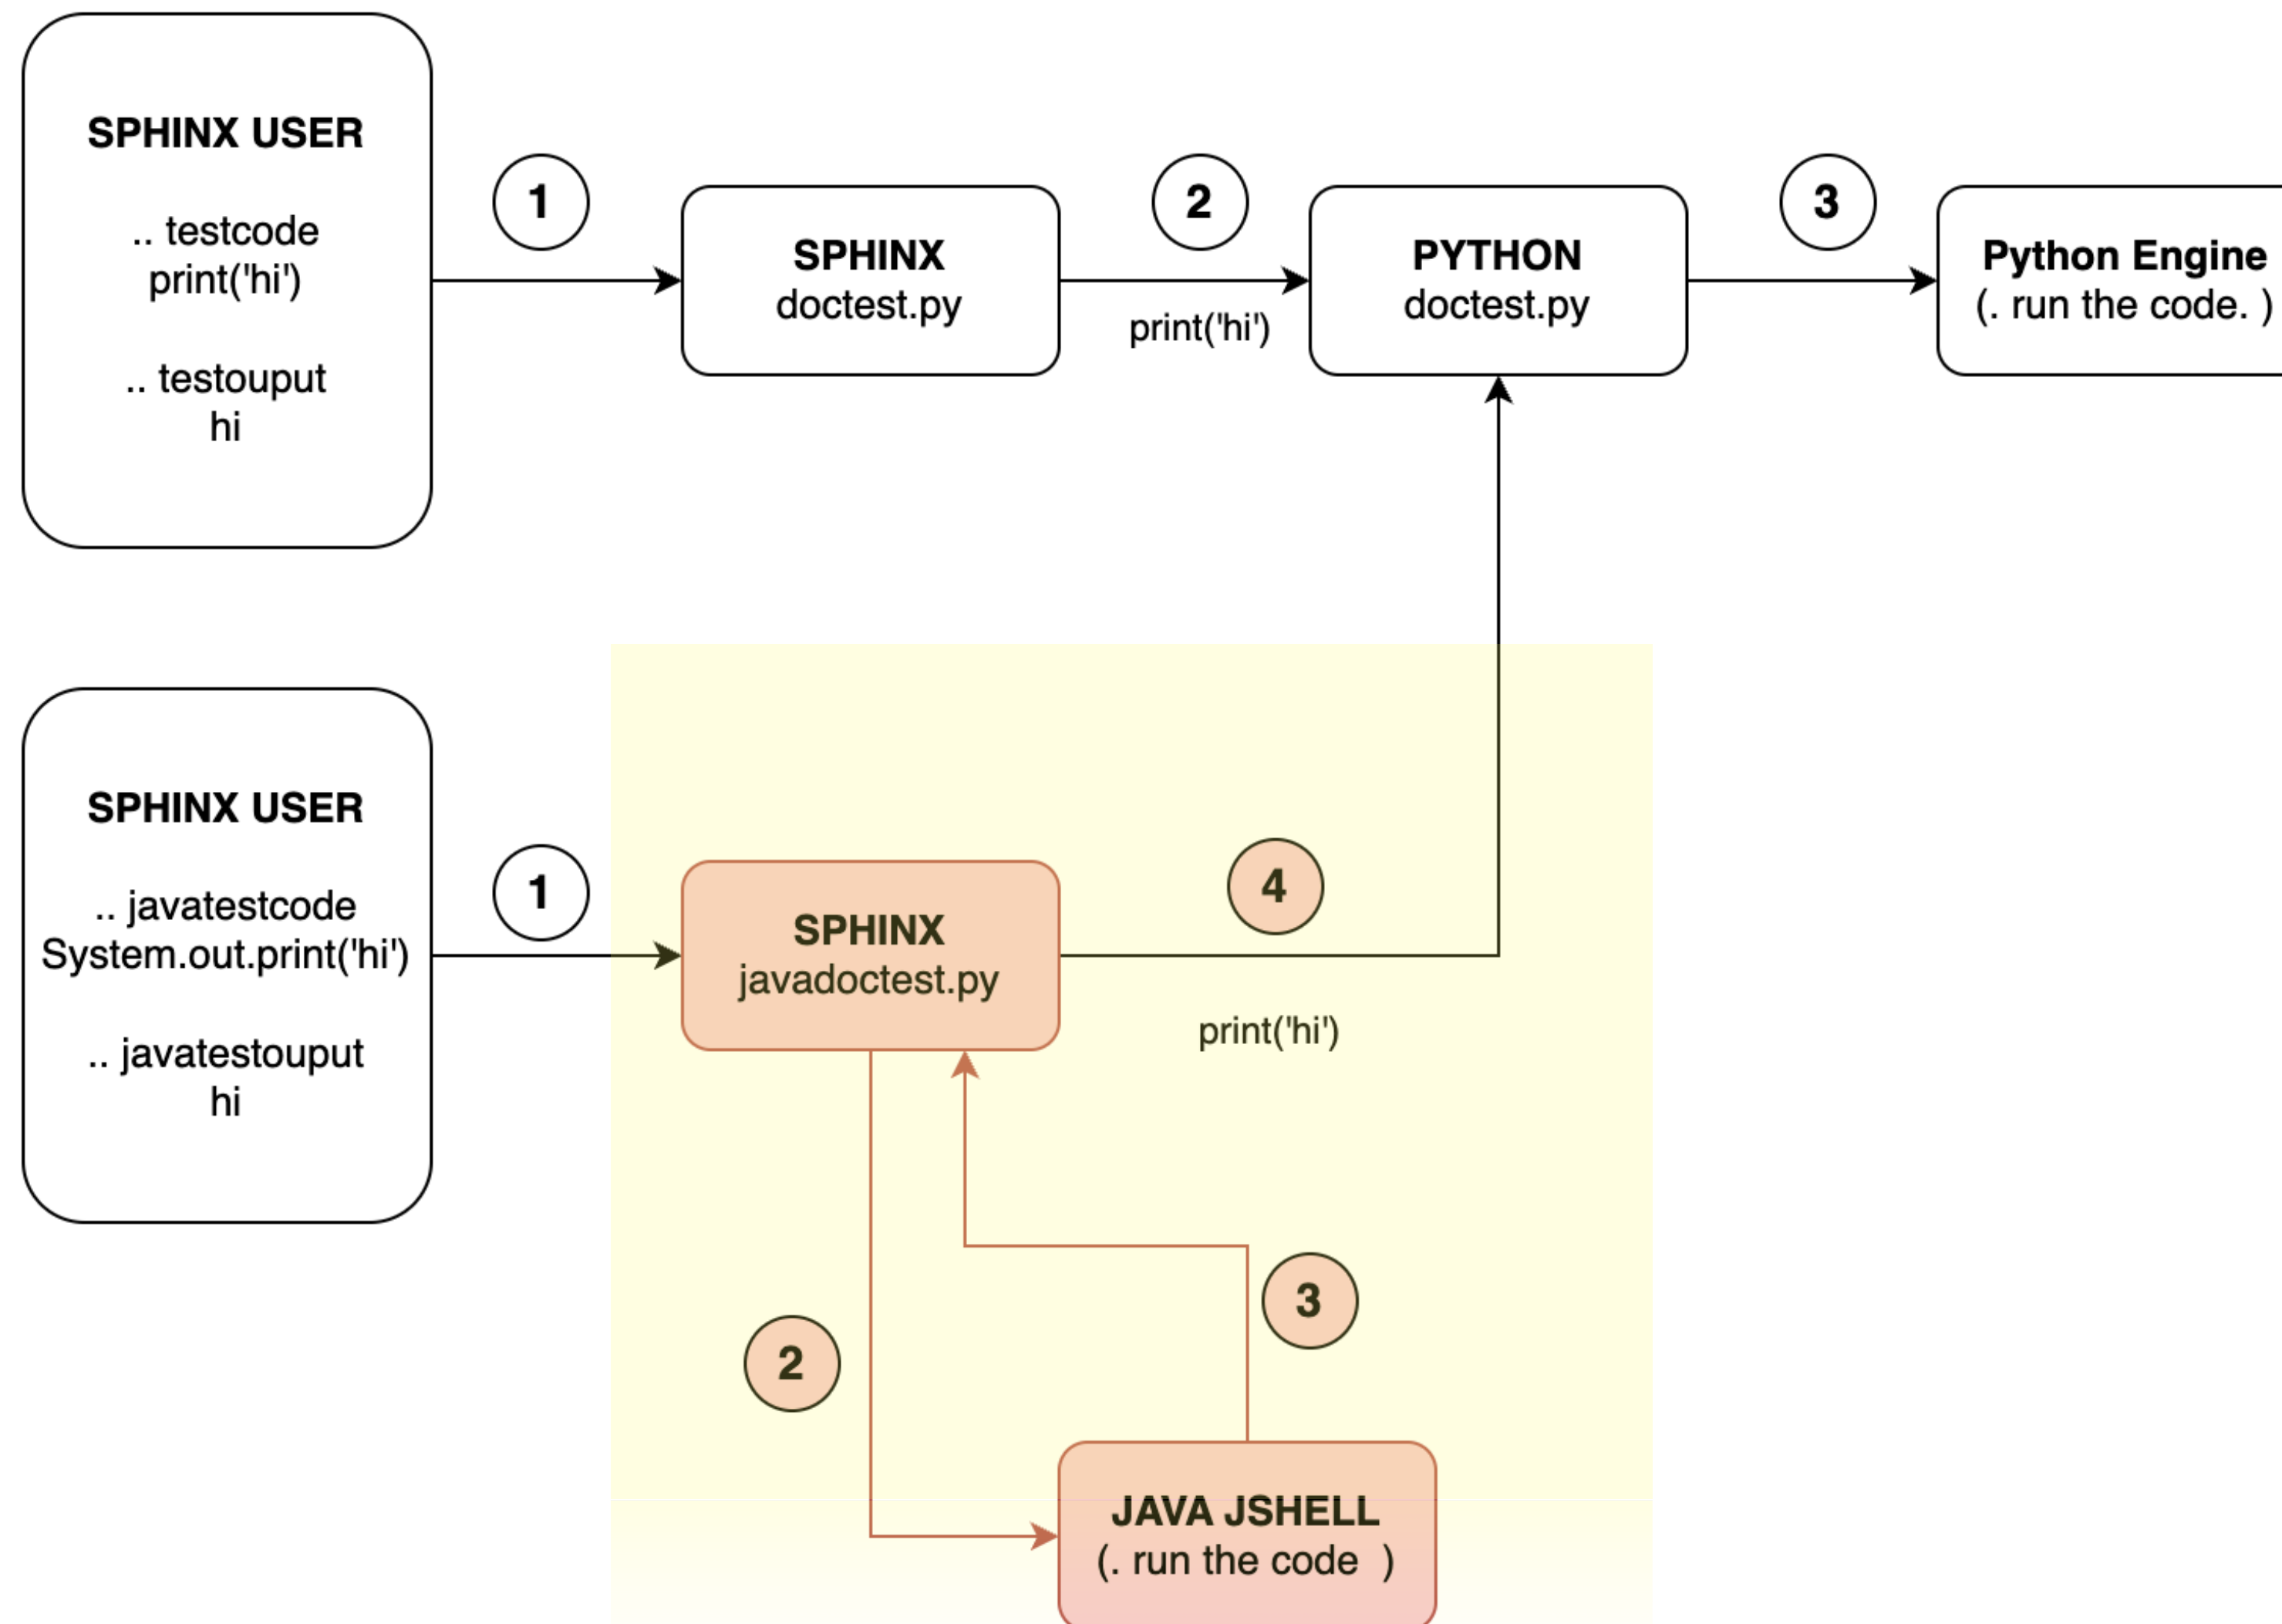 SPHINX USER
.. testcode
print('hi')
.. testouput
hi
1
SPHINX
doctest.py
2
print('hi')
PYTHON
doctest.py
3
Python Engine
(. run the code. )
SPHINX USER
.. javatestcode
System.out.print('hi')
.. javatestouput
hi
1
SPHINX
javadoctest.py
4
print('hi')
2
3
JAVA JSHELL
(. run the code  )